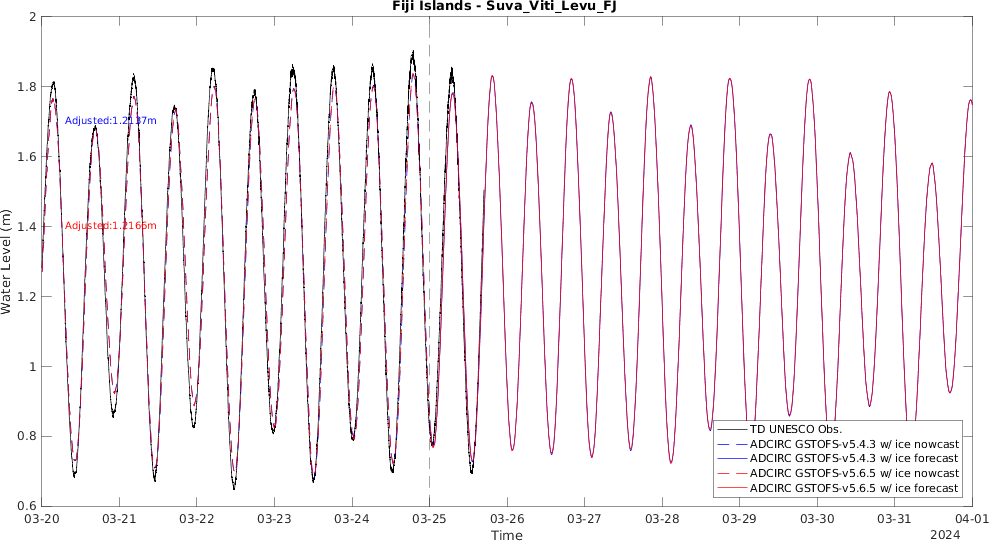 Fiji Islands - Suva_Viti_Levu_FJ
2
1.8
1.6
1.4
1.2
1
0.8
0.6
Water Level (m)
Adjusted:1.2137m
Adjusted:1.2166m
TD UNESCO Obs.
ADCIRC GSTOFS-v5.4.3 w/ ice nowcast
ADCIRC GSTOFS-v5.4.3 w/ ice forecast
ADCIRC GSTOFS-v5.6.5 w/ ice nowcast
ADCIRC GSTOFS-v5.6.5 w/ ice forecast
03-20 03-21 03-22 03-23 03-24 03-25 03-26 03-27 03-28 03-29 03-30 03-31 04-01
Time
2024